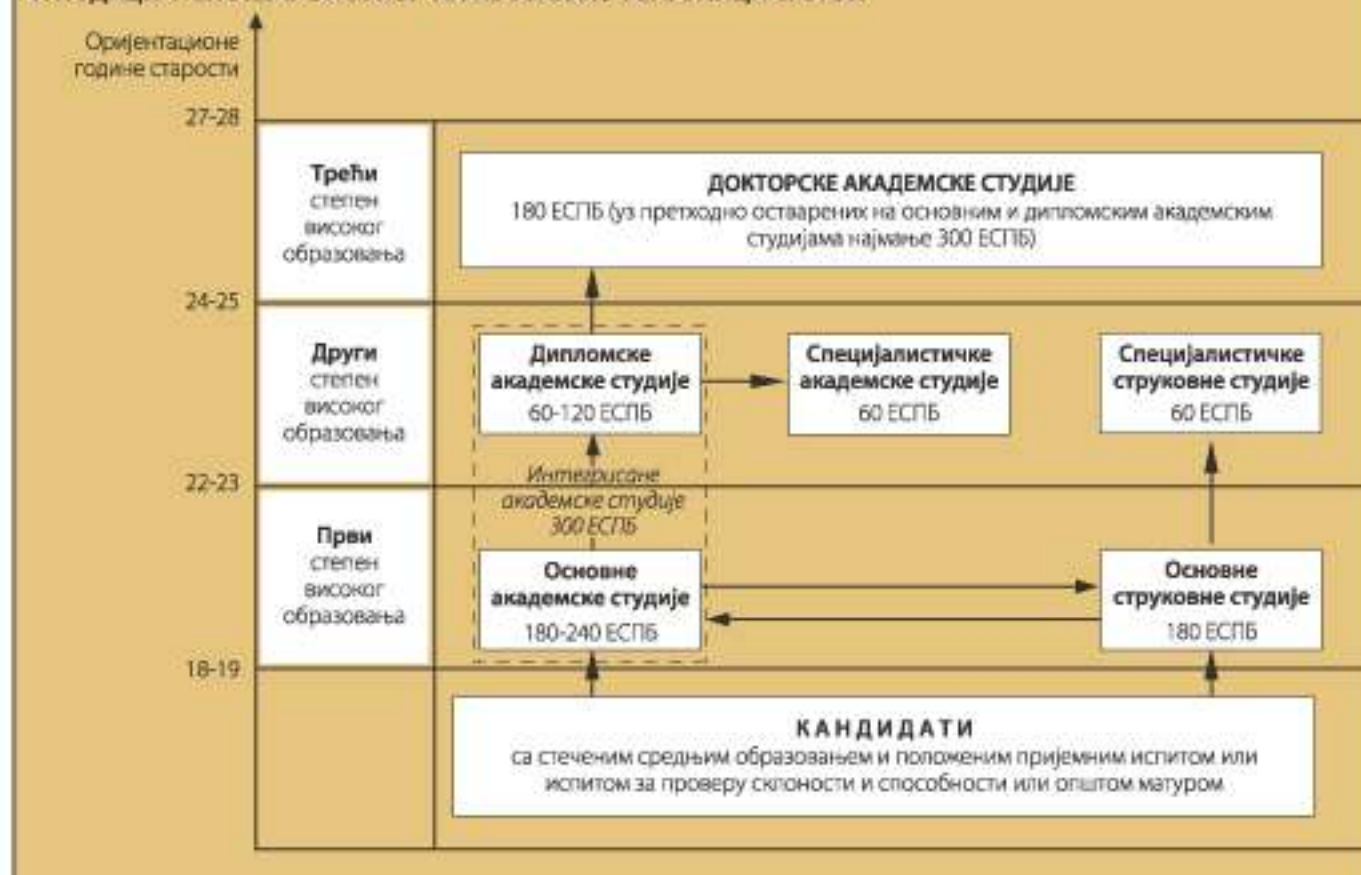 Оријентационе
године старости
27-28
Трећи
степен
високог
образовања
ДОКТОРСКЕ АКАДЕМСКЕ СТУДИЈЕ
180 ЕСПБ (уз претходно остварених на основним и дипломским академским
студијама најмање 300 ЕСПБ)
24-25
Други
степен
високог
образовања
Дипломске
академске студије
60-120 ЕСПБ
Специјалистичке
академске студије
60 ЕСПБ
Специјалистичке
струковне студије
60 ЕСПБ
22-23
Интегрисане
академске студије
300 ЕСПБ
Први
степен
високог
образовања
Основне
академске студије
180-240 ЕСПБ
Основне
струковне студије
180 ЕСПБ
18-19
КАНДИДАТИ
са стеченим средњим образовањем и положеним пријемним испитом или
испитом за проверу склоности и способности или општом матуром